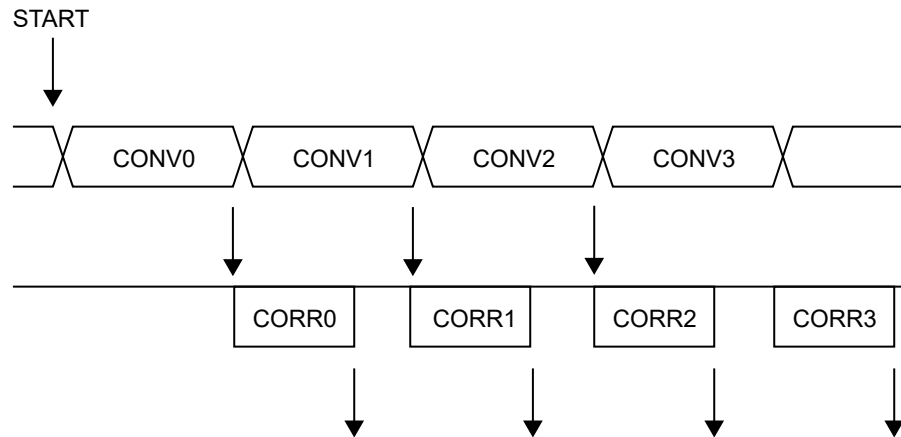 START
CONV0 CONV1 CONV2 CONV3
CORR0 CORR1 CORR2 CORR3